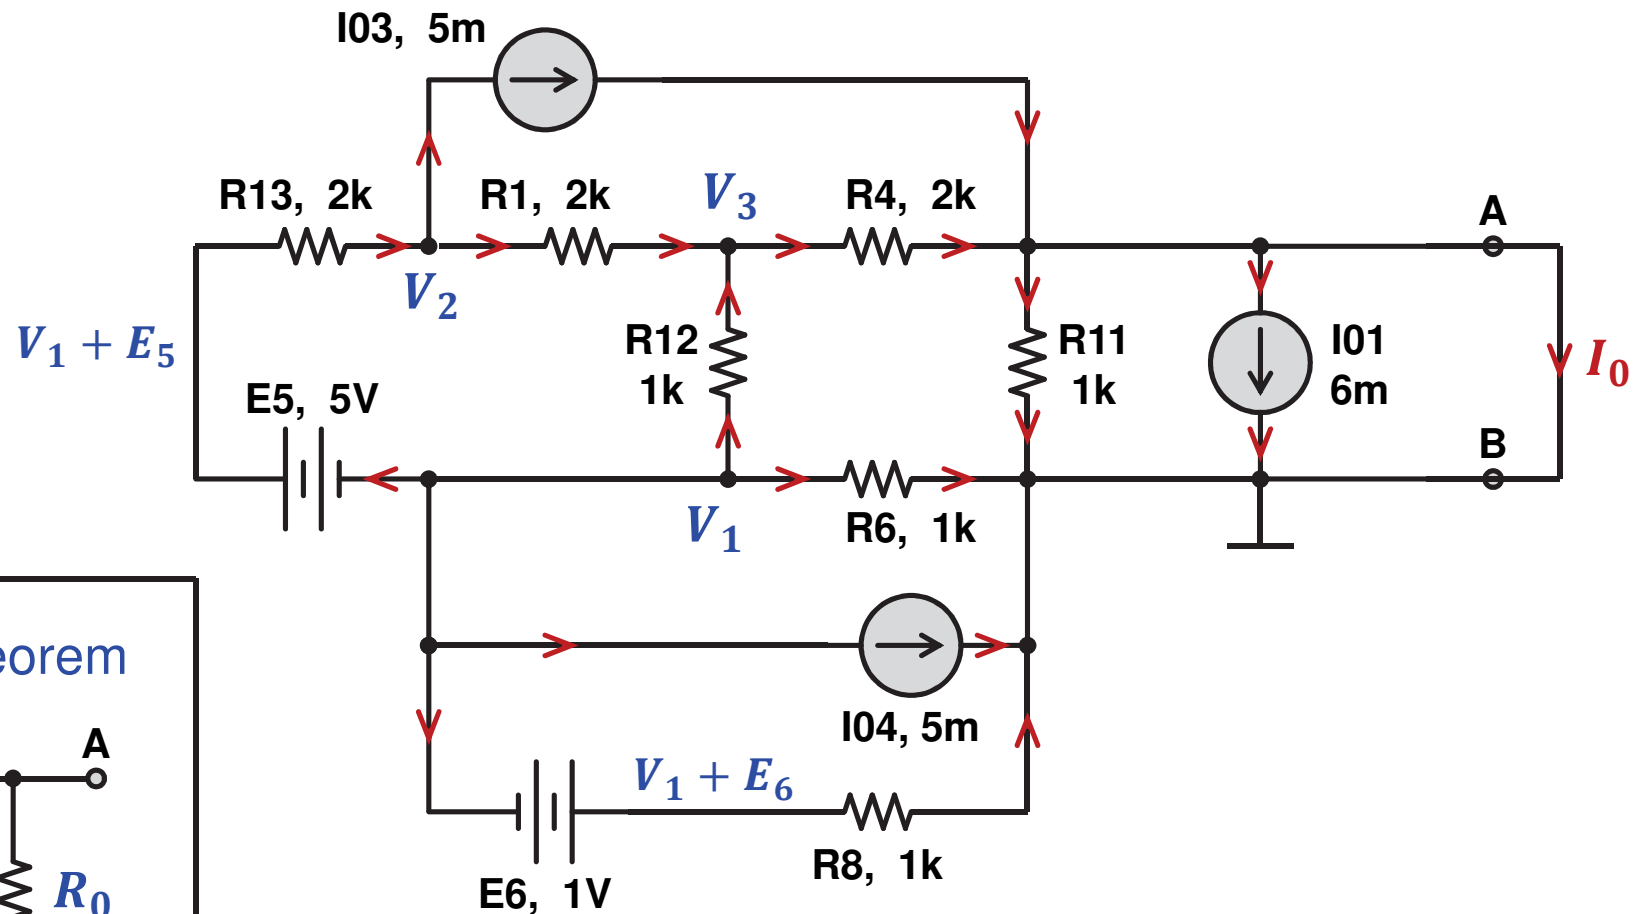 I03, 5m
R13, 2k
R1, 2k
V3
R4, 2k
A
V2
V1 + E5
R12
1k
R11
1k
I01
6m
I0
E5, 5V
B
V1
R6, 1k
eorem
I04, 5m
A
V1 + E6
R8, 1k
E6, 1V
R0